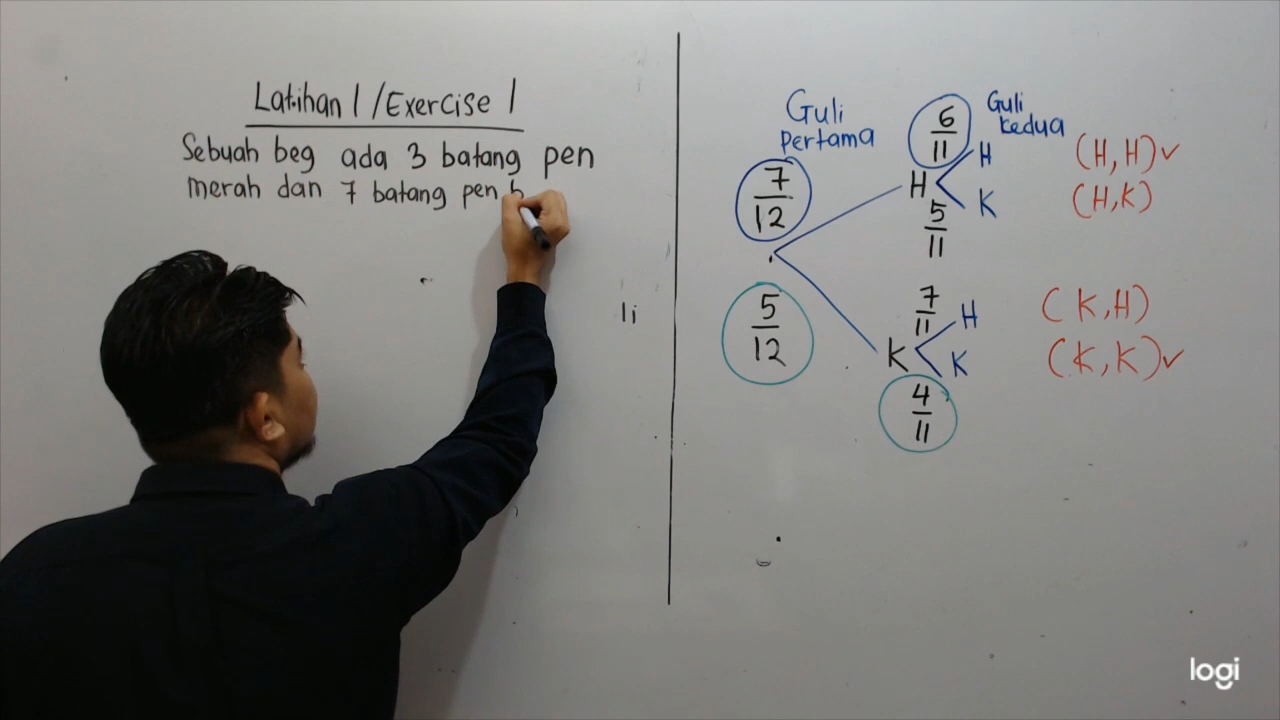 Latihan 1 / Exercise 1
Sebuah beg ada 3 batang pen
merah dan 7 batang pen b
li
Guli
pertama
Guli
kedua
6/11
7/12
H
H
K
5/11
(H, H) ✓
(H, K)
5/12
7/11
K
H
K
4/11
(K, H)
(K, K) ✓
logi